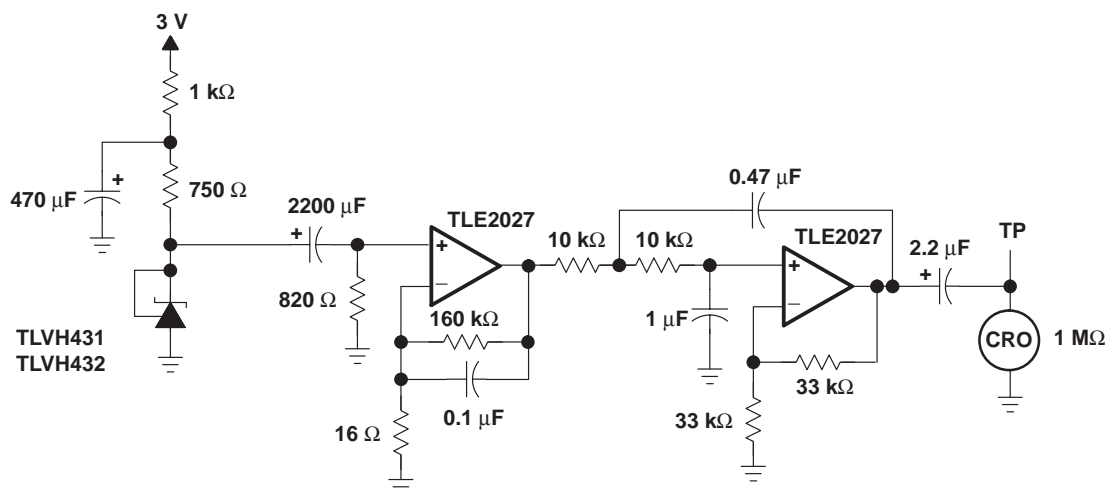 3 V
1 kΩ
470 μF
+
750 Ω
2200 μF
+
820 Ω
TLVH431
TLVH432
TLE2027
+
−
160 kΩ
0.1 μF
16 Ω
10 kΩ
10 kΩ
0.47 μF
1 μF
TLE2027
+
−
33 kΩ
33 kΩ
2.2 μF
+
TP
CRO
1 MΩ